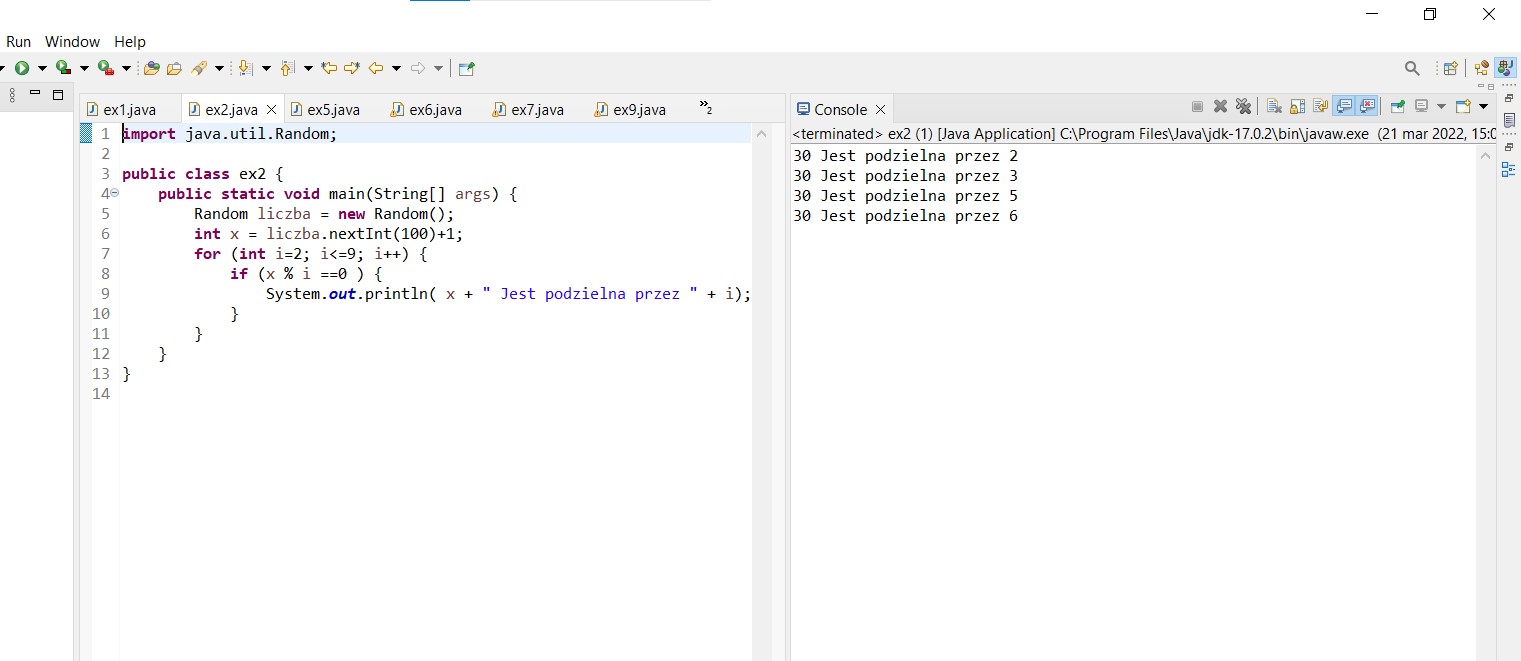 Run Window Help
ex1.java ex2.java ex5.java ex6.java ex7.java ex9.java »2
1 import java.util.Random;
2
3 public class ex2 {
4 public static void main(String[] args) {
5 Random liczba = new Random();
6 int x = liczba.nextInt(100)+1;
7 for (int i=2; i<=9; i++) {
8 if (x % i ==0 ) {
9 System.out.println( x + " Jest podzielna przez " + i);
10 }
11 }
12 }
13 }
14
Console
<terminated> ex2 (1) [Java Application] C:\Program Files\Java\jdk-17.0.2\bin\javaw.exe (21 mar 2022, 15:0
30 Jest podzielna przez 2
30 Jest podzielna przez 3
30 Jest podzielna przez 5
30 Jest podzielna przez 6